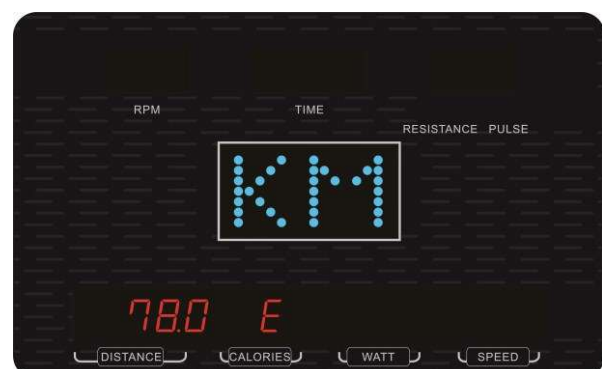 RPM TIME
RESISTANCE PULSE
KM
78.0 E
DISTANCE CALORIES WATT SPEED